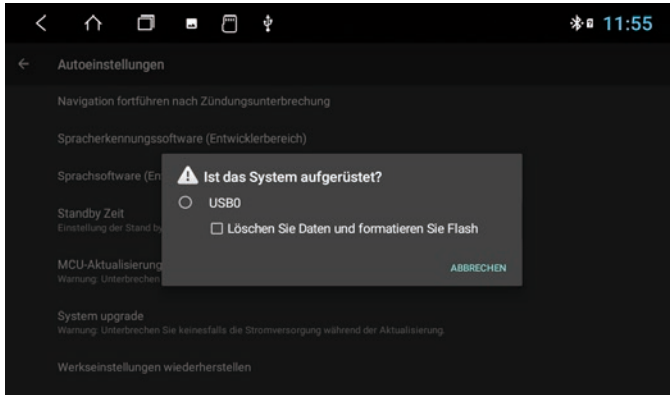 11:55
Autoeinstellungen
Navigation fortführen nach Zündungsunterbrechung
Spracherkennungssoftware (Entwicklerbereich)
Sprachsoftware (En
Ist das System aufgerüstet?
USB0
Löschen Sie Daten und formatieren Sie Flash
ABBRECHEN
Standby Zeit
Einstellung der Stand by
MCU-Aktualisierung
Warnung: Unterbrechen
System upgrade
Warnung: Unterbrechen Sie keinesfalls die Stromversorgung während der Aktualisierung.
Werkseinstellungen wiederherstellen